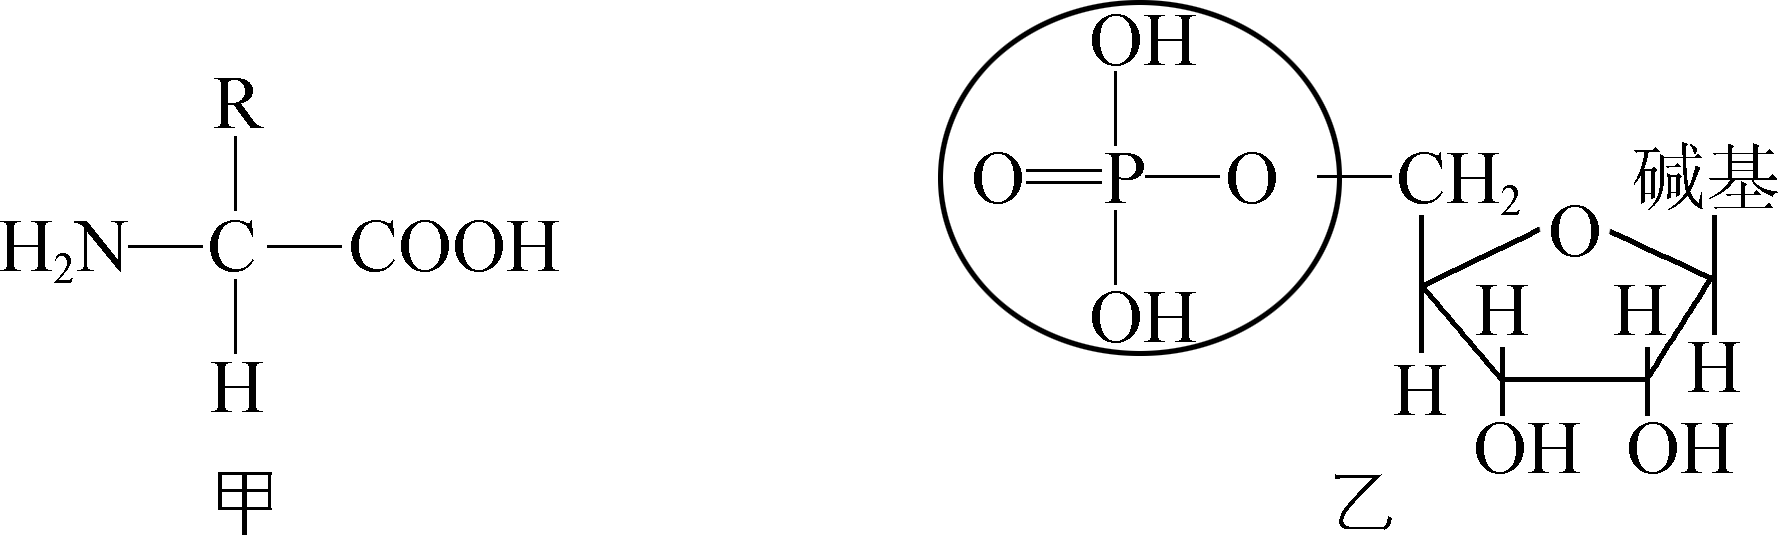 R
H₂N C COOH
H
甲
OH
O P O CH₂ 碱基
OH
O
H H
H H
OH OH
乙